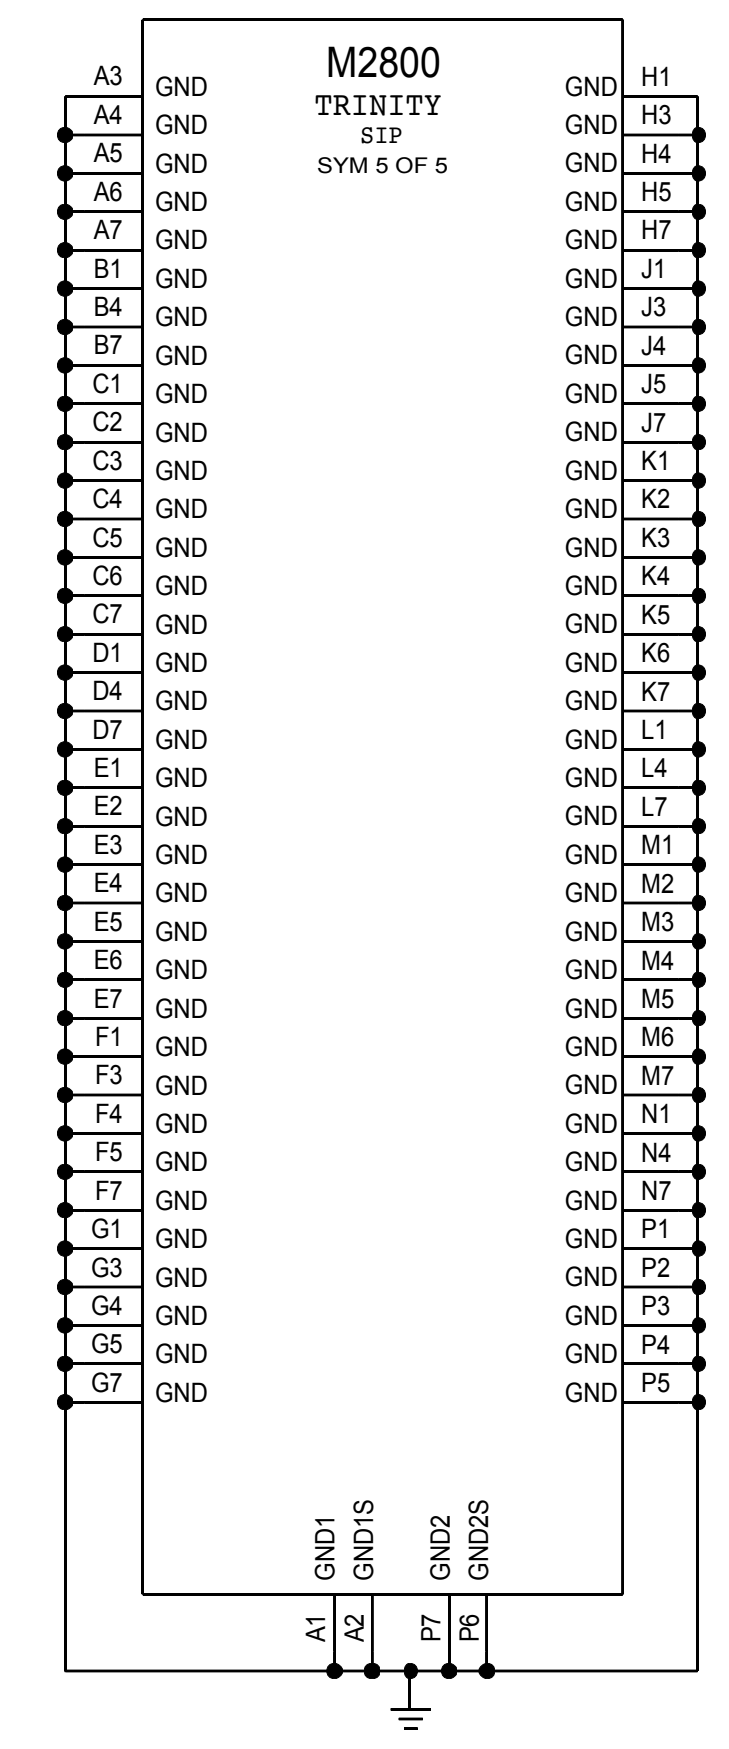 M2800
TRINITY
SIP
SYM 5 OF 5
A3 GND GND H1
A4 GND GND H3
A5 GND GND H4
A6 GND GND H5
A7 GND GND H7
B1 GND GND J1
B4 GND GND J3
B7 GND GND J4
C1 GND GND J5
C2 GND GND J7
C3 GND GND K1
C4 GND GND K2
C5 GND GND K3
C6 GND GND K4
C7 GND GND K5
D1 GND GND K6
D4 GND GND K7
D7 GND GND L1
E1 GND GND L4
E2 GND GND L7
E3 GND GND M1
E4 GND GND M2
E5 GND GND M3
E6 GND GND M4
E7 GND GND M5
F1 GND GND M6
F3 GND GND M7
F4 GND GND N1
F5 GND GND N4
F7 GND GND N7
G1 GND GND P1
G3 GND GND P2
G4 GND GND P3
G5 GND GND P4
G7 GND GND P5
GND1 GND1S GND2 GND2S
A1 A2 P7 P6